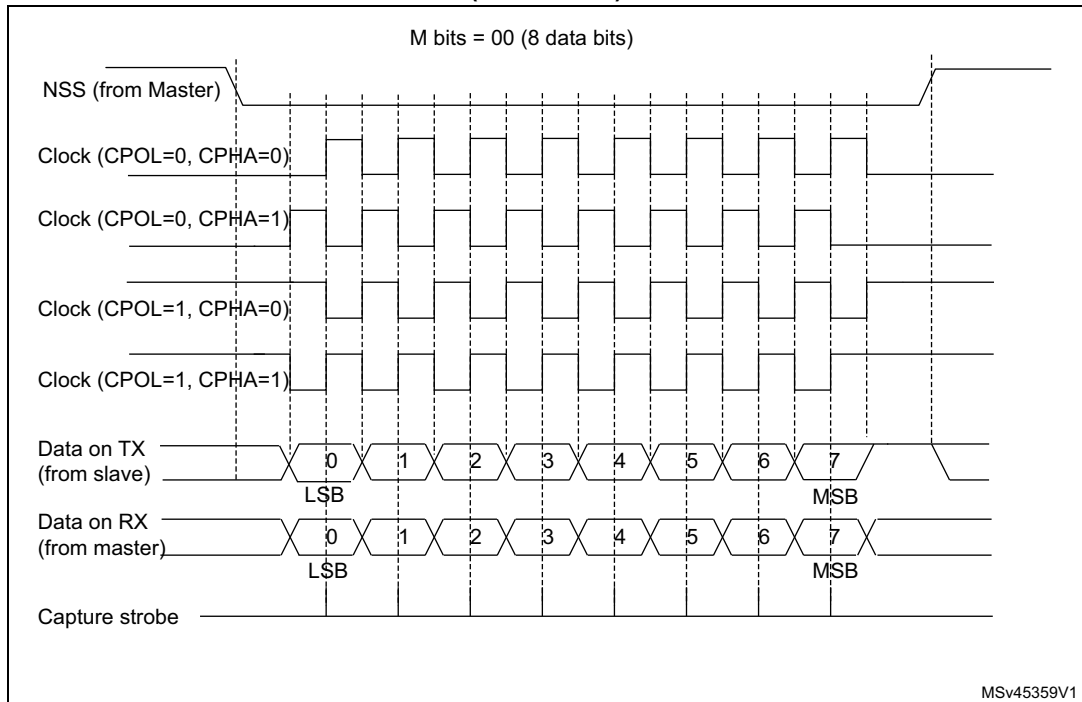 M bits = 00 (8 data bits)
NSS (from Master)
Clock (CPOL=0, CPHA=0)
Clock (CPOL=0, CPHA=1)
Clock (CPOL=1, CPHA=0)
Clock (CPOL=1, CPHA=1)
Data on TX
(from slave)
0 1 2 3 4 5 6 7
LSB MSB
Data on RX
(from master)
0 1 2 3 4 5 6 7
LSB MSB
Capture strobe
MSv45359V1